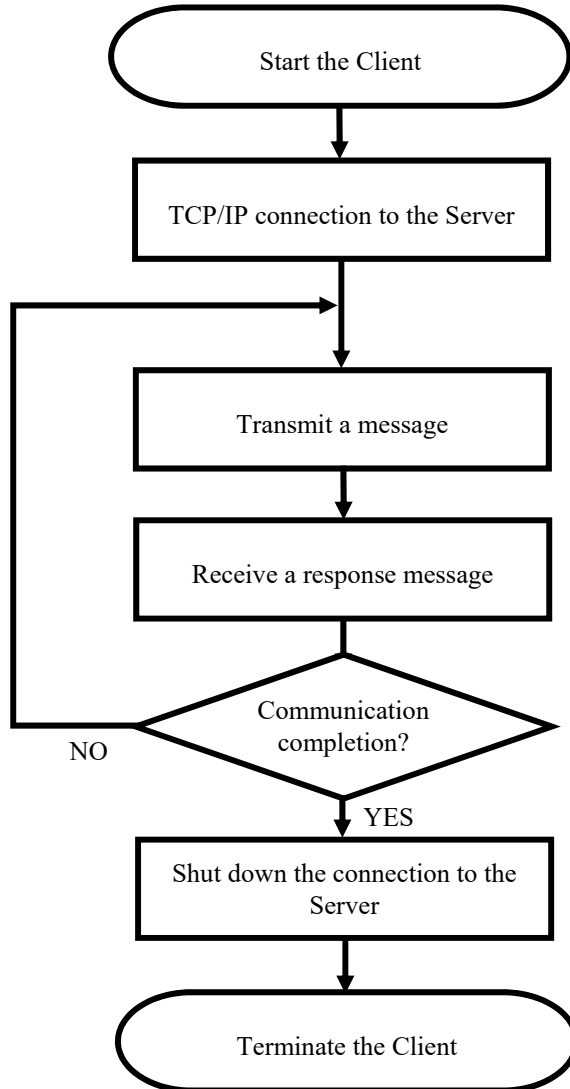 Start the Client
TCP/IP connection to the Server
Transmit a message
Receive a response message
Communication
completion?
NO
YES
Shut down the connection to the
Server
Terminate the Client